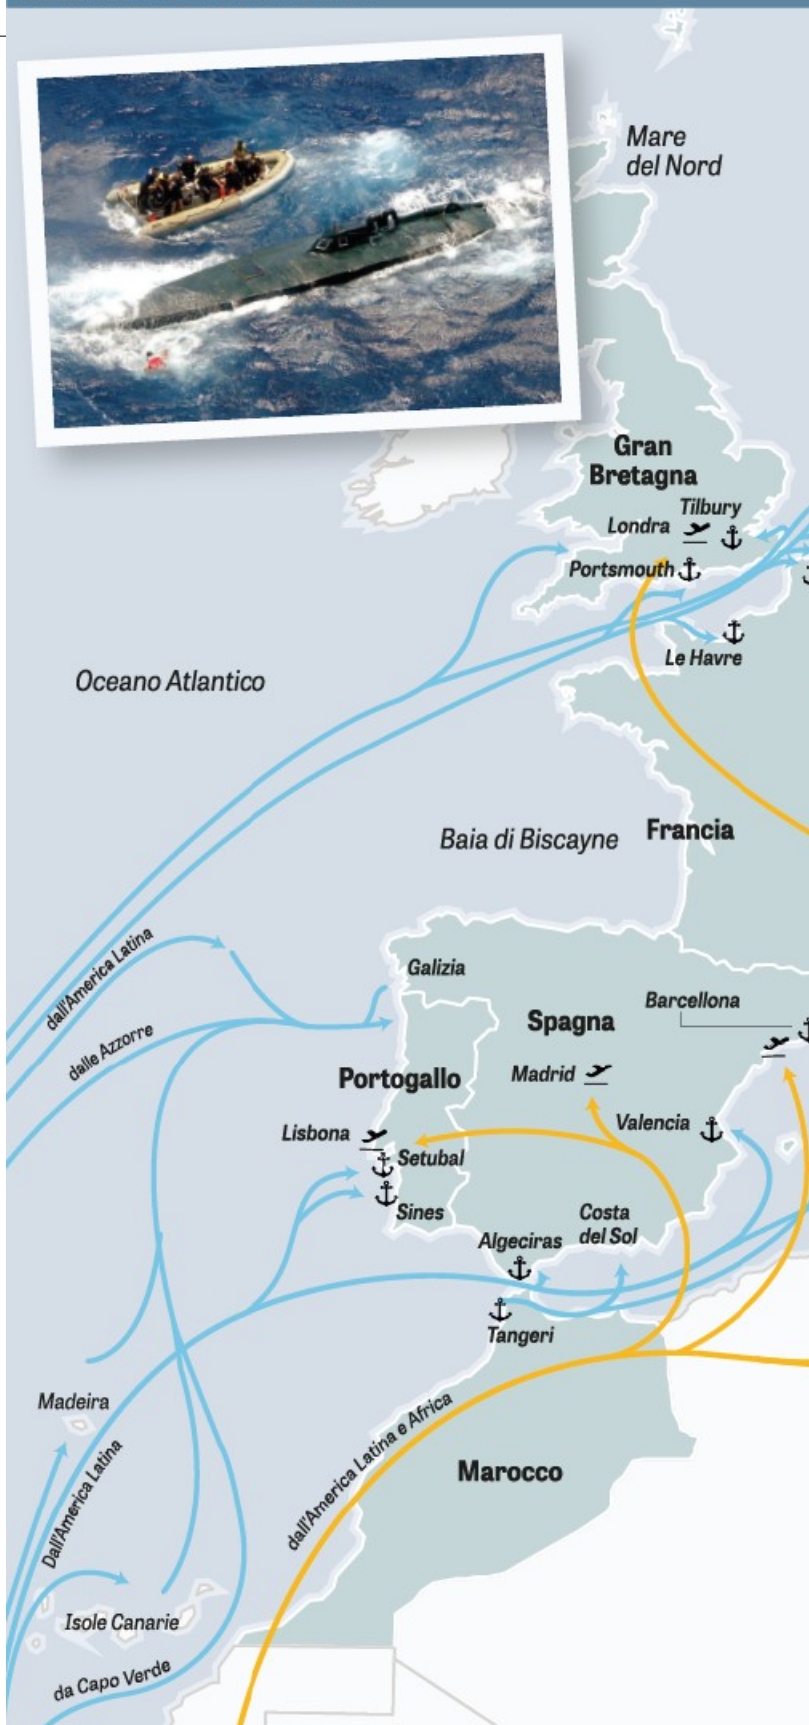 Mare
del Nord
Gran
Bretagna
Tilbury
Londra
Portsmouth
Le Havre
Oceano Atlantico
Baia di Biscayne
Francia
dall'America Latina
dalle Azzorre
Galizia
Barcellona
Spagna
Madrid
Portogallo
Valencia
Lisbona
Setubal
Sines
Costa
del Sol
Algeciras
Tangeri
Madeira
Dall'America Latina
dall'America Latina e Africa
Marocco
Isole Canarie
da Capo Verde